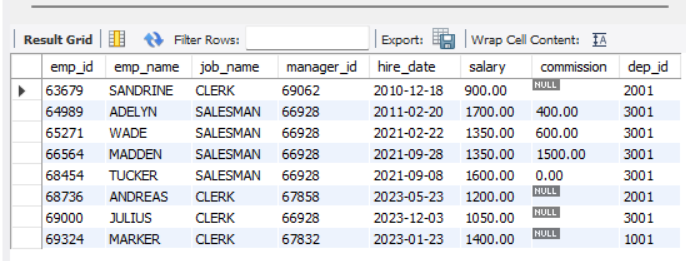 Result Grid Filter Rows: Export: Wrap Cell Content: IA
emp_id emp_name job_name manager_id hire_date salary commission dep_id
63679 SANDRINE CLERK 69062 2010-12-18 900.00 NULL 2001
64989 ADELYN SALESMAN 66928 2011-02-20 1700.00 400.00 3001
65271 WADE SALESMAN 66928 2021-02-22 1350.00 600.00 3001
66564 MADDEN SALESMAN 66928 2021-09-28 1350.00 1500.00 3001
68454 TUCKER SALESMAN 66928 2021-09-08 1600.00 0.00 3001
68736 ANDREAS CLERK 67858 2023-05-23 1200.00 NULL 2001
69000 JULIUS CLERK 66928 2023-12-03 1050.00 NULL 3001
69324 MARKER CLERK 67832 2023-01-23 1400.00 NULL 1001